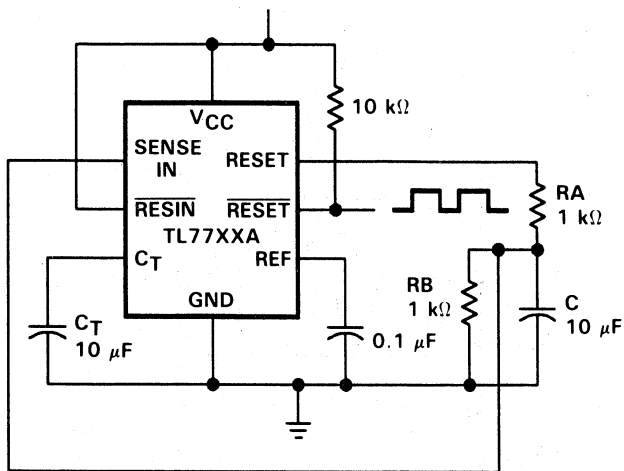 10 kΩ
VCC
SENSE
IN
RESET
RESIN
RESET
TL77XXA
CT
REF
GND
CT
10 µF
0.1 µF
RA
1 kΩ
RB
1 kΩ
C
10 µF